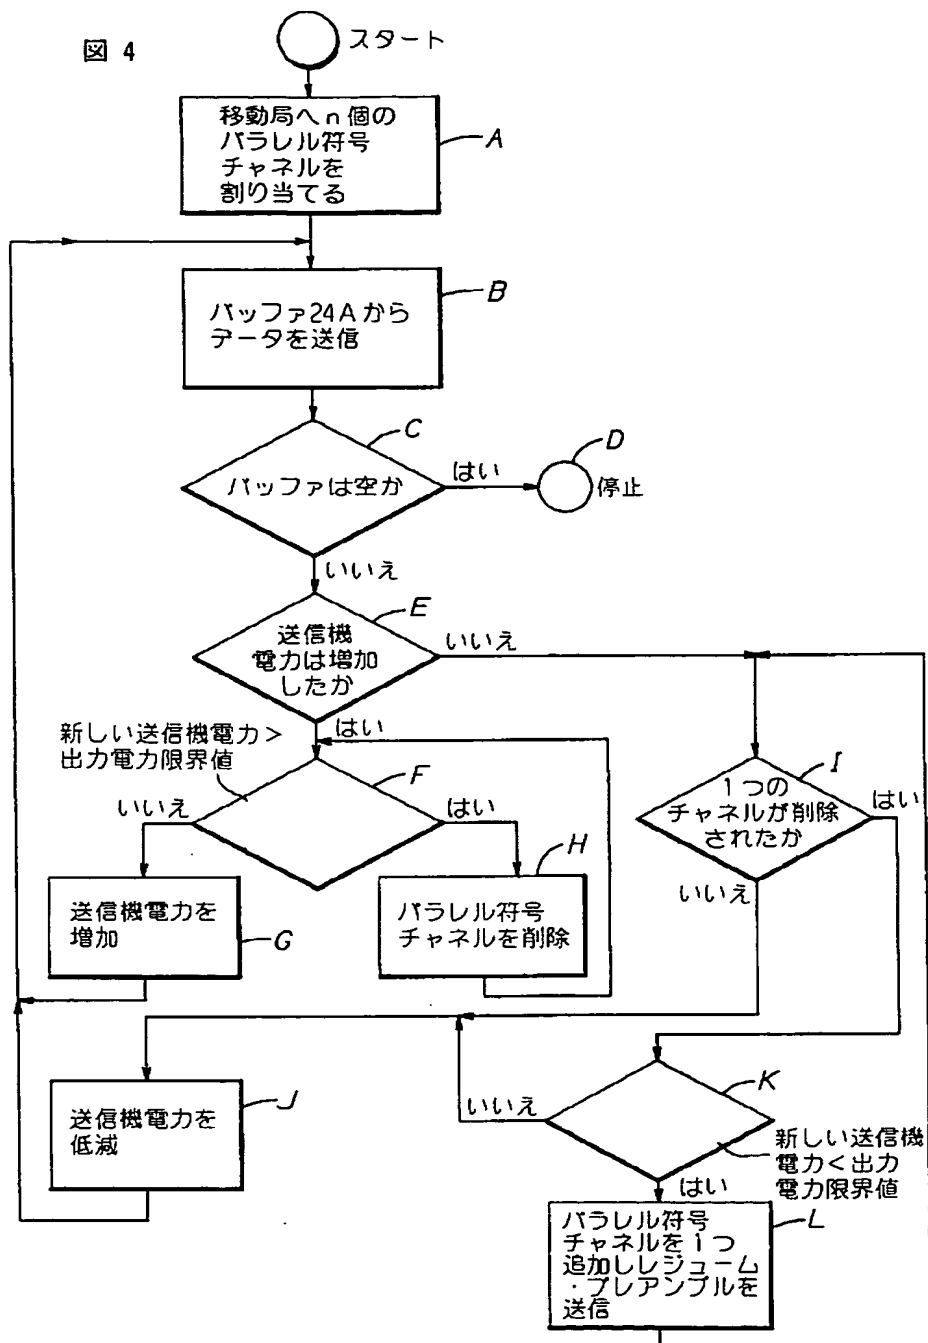 図 4
スタート
移動局へn個の
パラレル符号
チャネルを
割り当てる
A
バッファ24Aから
データを送信
B
バッファは空か
C
はい
D
停止
いいえ
送信機
電力は増加
したか
E
いいえ
はい
新しい送信機電力>
出力電力限界値
F
いいえ
はい
1つの
チャネルが削除
されたか
I
はい
いいえ
送信機電力を
増加
G
パラレル符号
チャネルを削除
H
送信機電力を
低減
J
K
いいえ
新しい送信機
電力<出力
電力限界値
はい
パラレル符号
チャネルを1つ
追加しレジューム
・プレアンブルを
送信
L